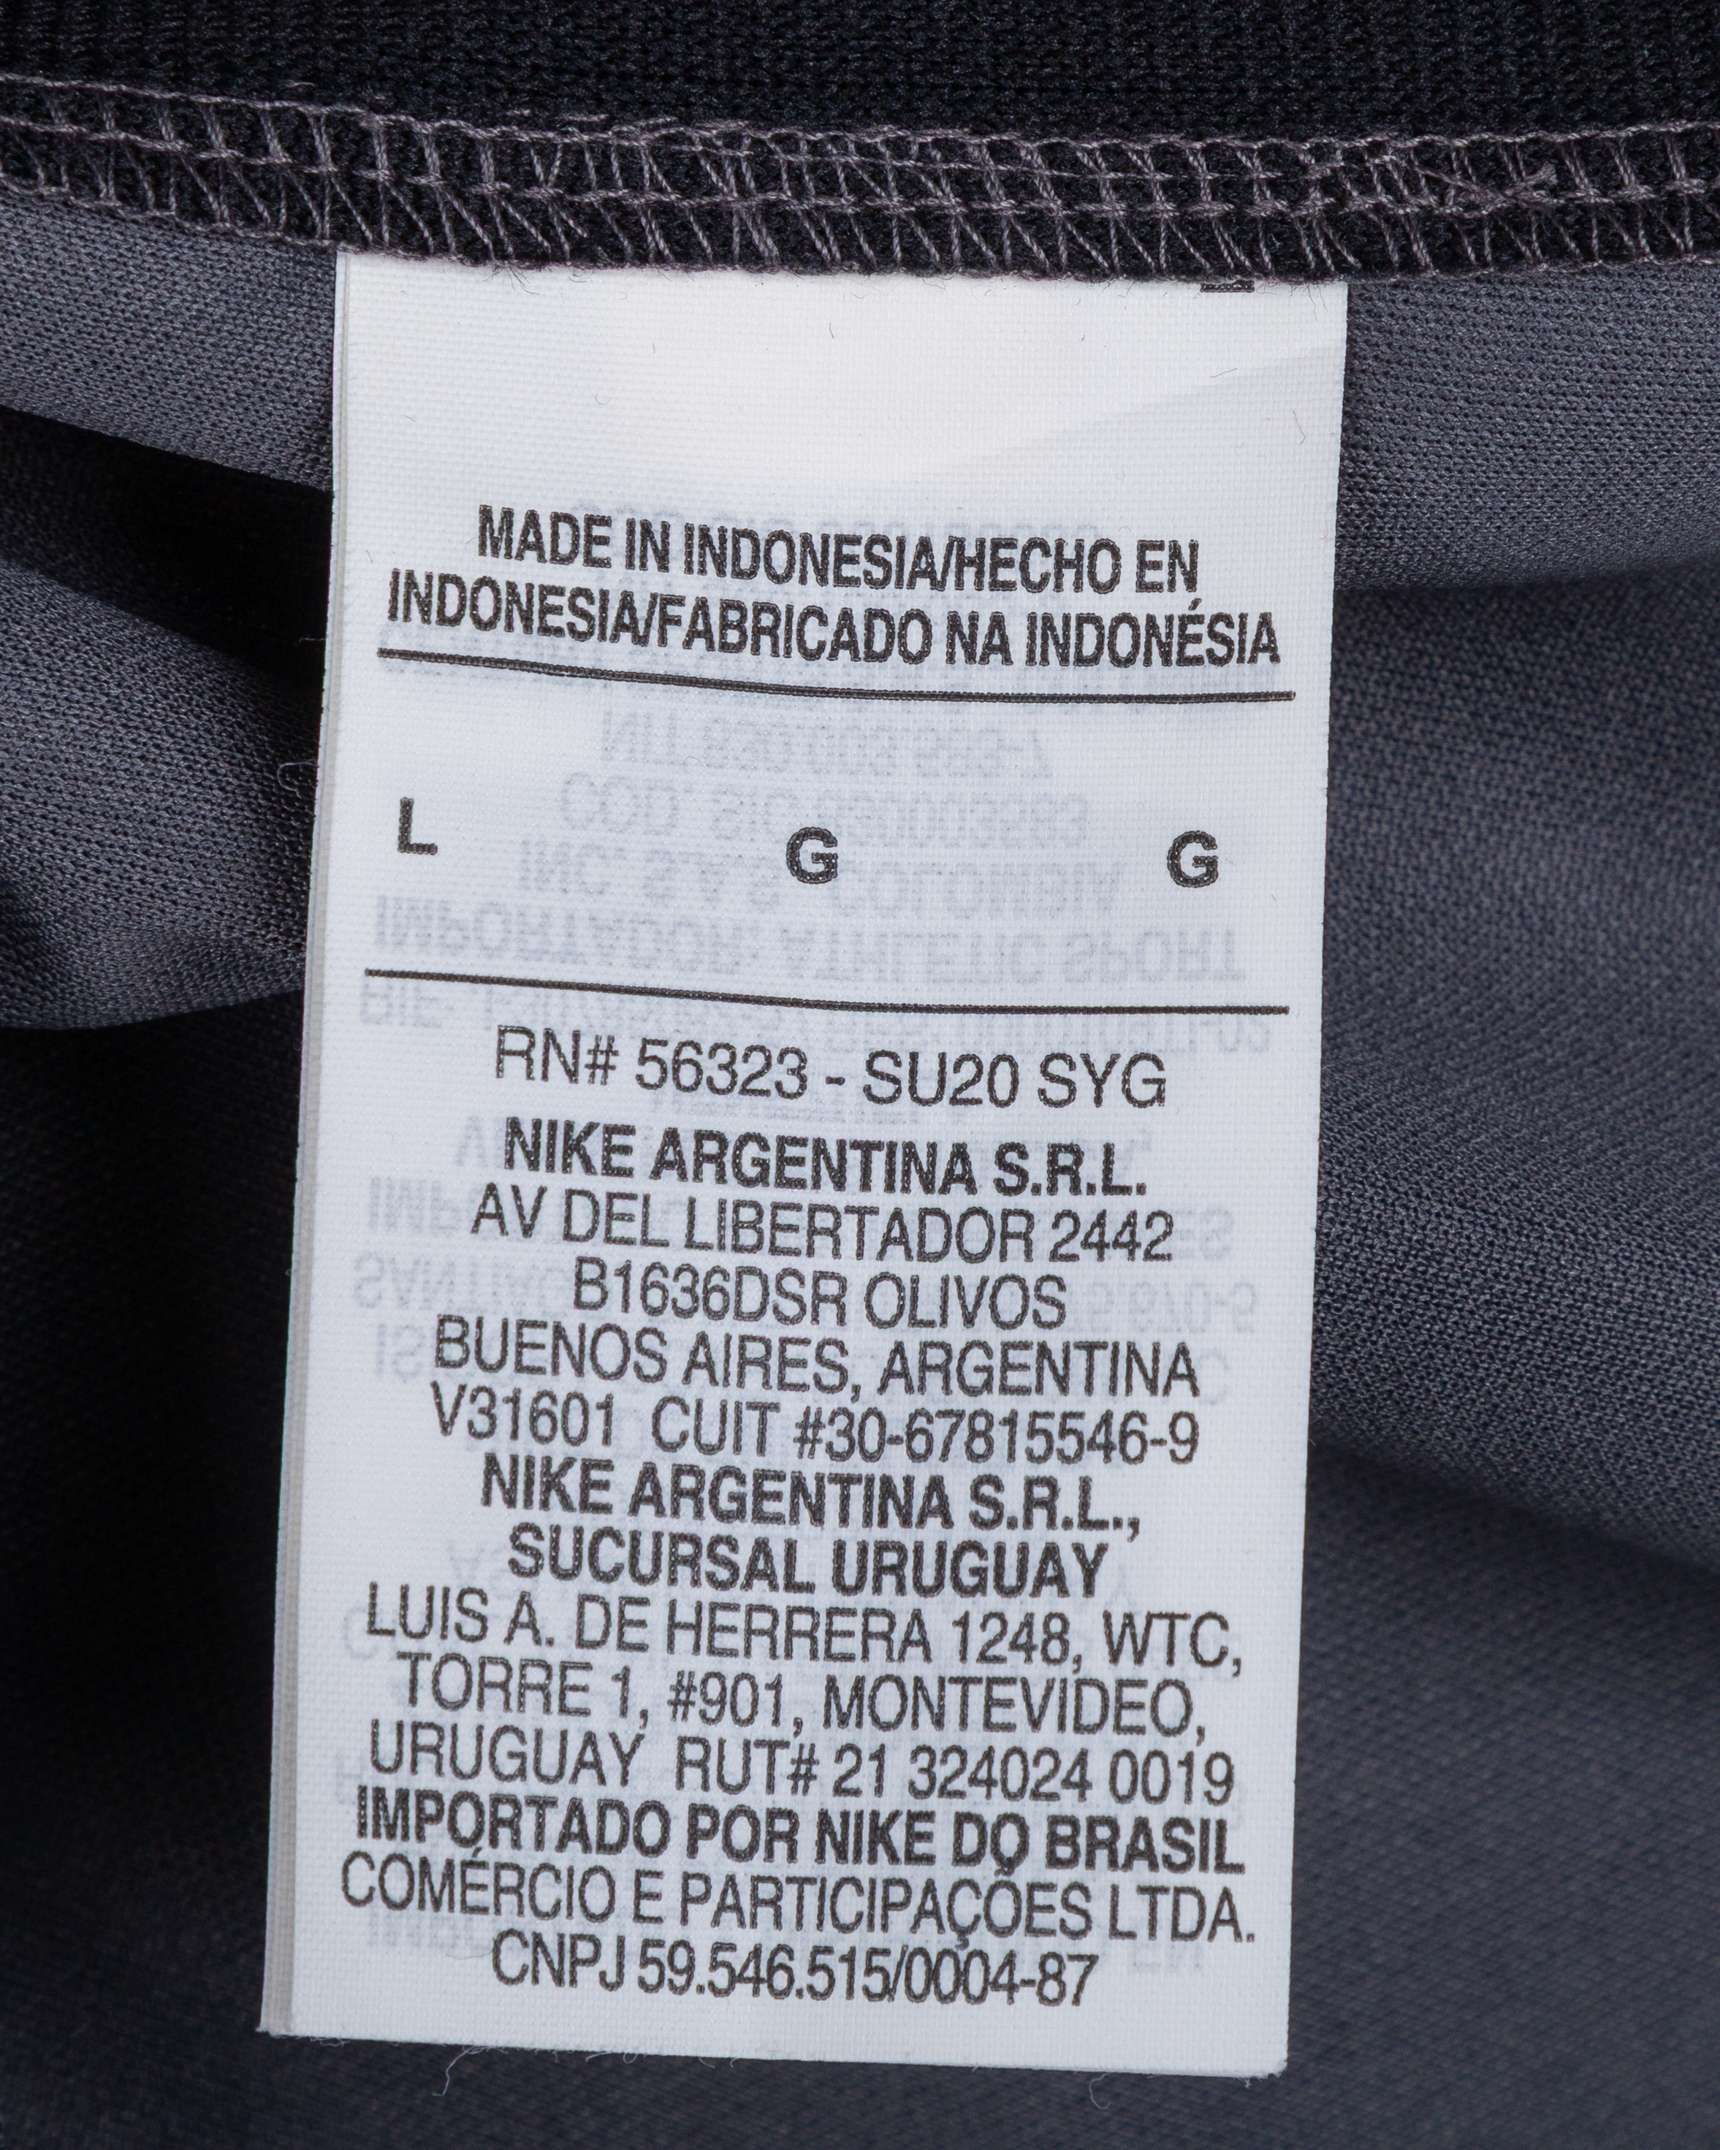 MADE IN INDONESIA/HECHO EN
INDONESIA/FABRICADO NA INDONÉSIA
L G G
RN# 56323 - SU20 SYG
NIKE ARGENTINA S.R.L.
AV DEL LIBERTADOR 2442
B1636DSR OLIVOS
BUENOS AIRES, ARGENTINA
V31601 CUIT #30-67815546-9
NIKE ARGENTINA S.R.L.,
SUCURSAL URUGUAY
LUIS A. DE HERRERA 1248, WTC,
TORRE 1, #901, MONTEVIDEO,
URUGUAY RUT# 21 324024 0019
IMPORTADO POR NIKE DO BRASIL
COMÉRCIO E PARTICIPAÇÕES LTDA.
CNPJ 59.546.515/0004-87